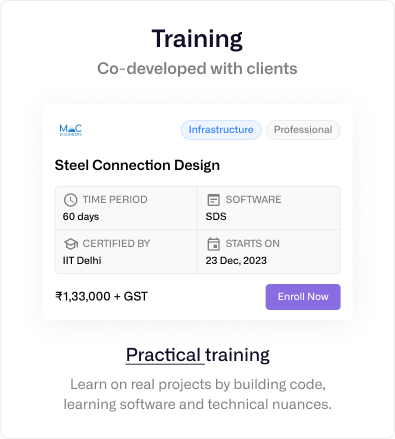 Training
Co-developed with clients
M C
Infrastructure
Professional
Steel Connection Design
TIME PERIOD
60 days
SOFTWARE
SDS
CERTIFIED BY
IIT Delhi
STARTS ON
23 Dec, 2023
₹1,33,000 + GST
Enroll Now
Practical training
Learn on real projects by building code,
learning software and technical nuances.